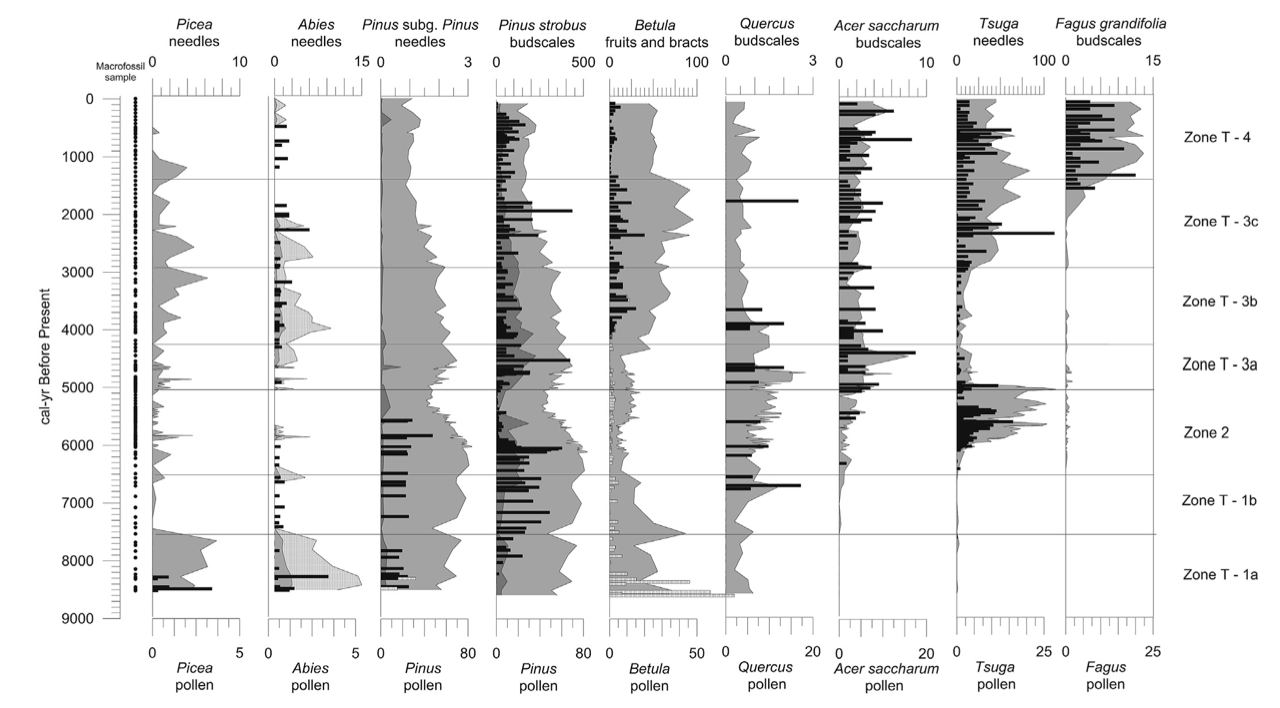 Picea
needles
Abies
needles
Pinus subg. Pinus
needles
Pinus strobus
budscales
Betula
fruits and bracts
Quercus
budscales
Acer saccharum
budscales
Tsuga
needles
Fagus grandifolia
budscales
Macrofossil
sample
0 10
0 15
0 3
0 500
0 100
0 3
0 10
0 100
0 15
0
1000
2000
3000
4000
5000
6000
7000
8000
9000
cal-yr Before Present
Zone T - 4
Zone T - 3c
Zone T - 3b
Zone T - 3a
Zone 2
Zone T - 1b
Zone T - 1a
0 5
0 5
0 80
0 80
0 50
0 20
0 20
0 25
0 25
Picea
pollen
Abies
pollen
Pinus
pollen
Pinus
pollen
Betula
pollen
Quercus
pollen
Acer saccharum
pollen
Tsuga
pollen
Fagus
pollen